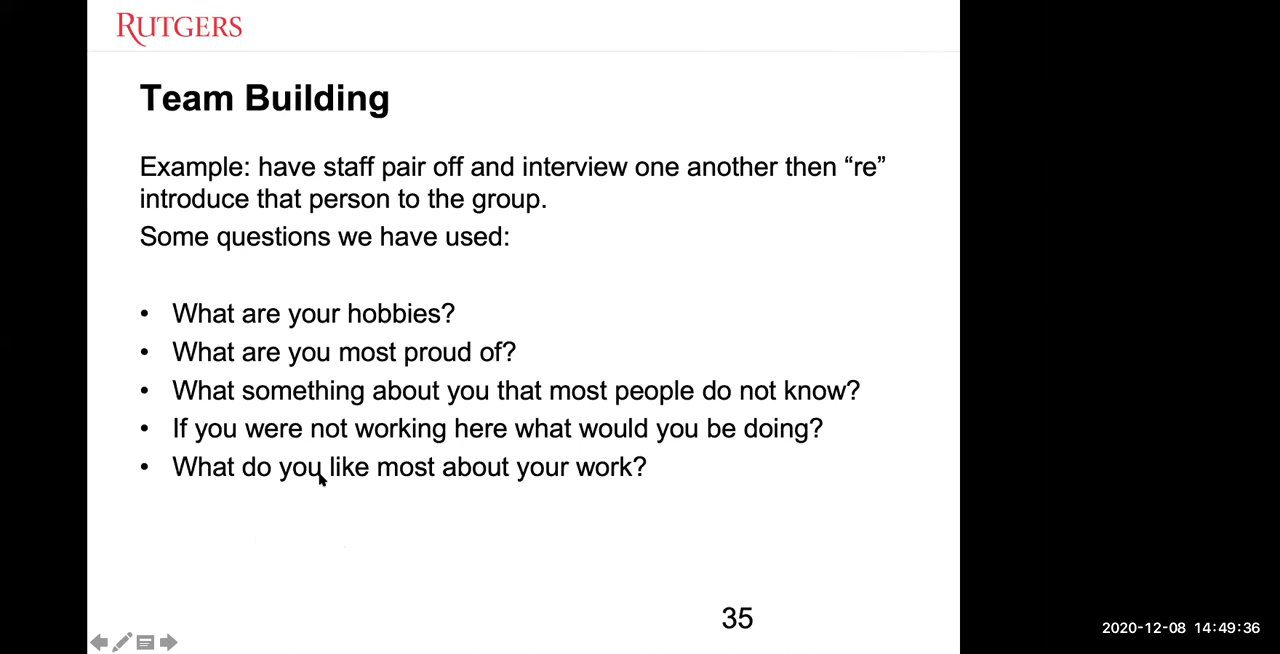 RUTGERS
Team Building
Example: have staff pair off and interview one another then “re”
introduce that person to the group.
Some questions we have used:
• What are your hobbies?
• What are you most proud of?
• What something about you that most people do not know?
• If you were not working here what would you be doing?
• What do you like most about your work?
35
2020-12-08 14:49:36